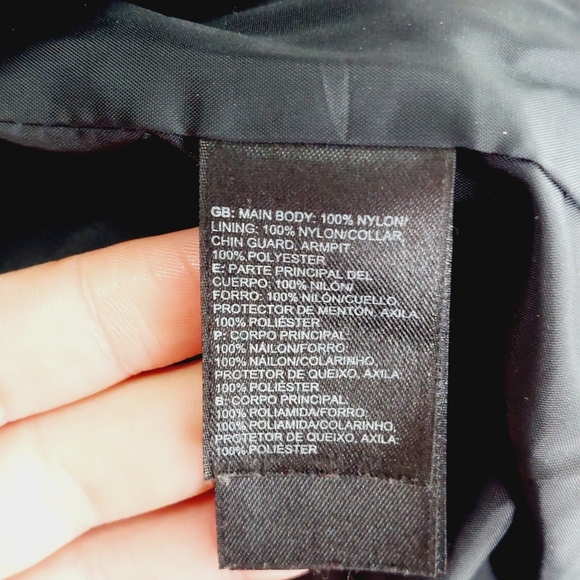 GB: MAIN BODY: 100% NYLON/
LINING: 100% NYLON/COLLAR,
CHIN GUARD, ARMPIT:
100% POLYESTER
E: PARTE PRINCIPAL DEL
CUERPO: 100% NILÓN/
FORRO: 100% NILÓN/CUELLO,
PROTECTOR DE MENTÓN, AXILA:
100% POLIÉSTER
P: CORPO PRINCIPAL:
100% NÁILON/FORRO:
100% NÁILON/COLARINHO,
PROTETOR DE QUEIXO, AXILA:
100% POLIÉSTER
B: CORPO PRINCIPAL:
100% POLIAMIDA/FORRO:
100% POLIAMIDA/COLARINHO,
PROTETOR DE QUEIXO, AXILA:
100% POLIÉSTER